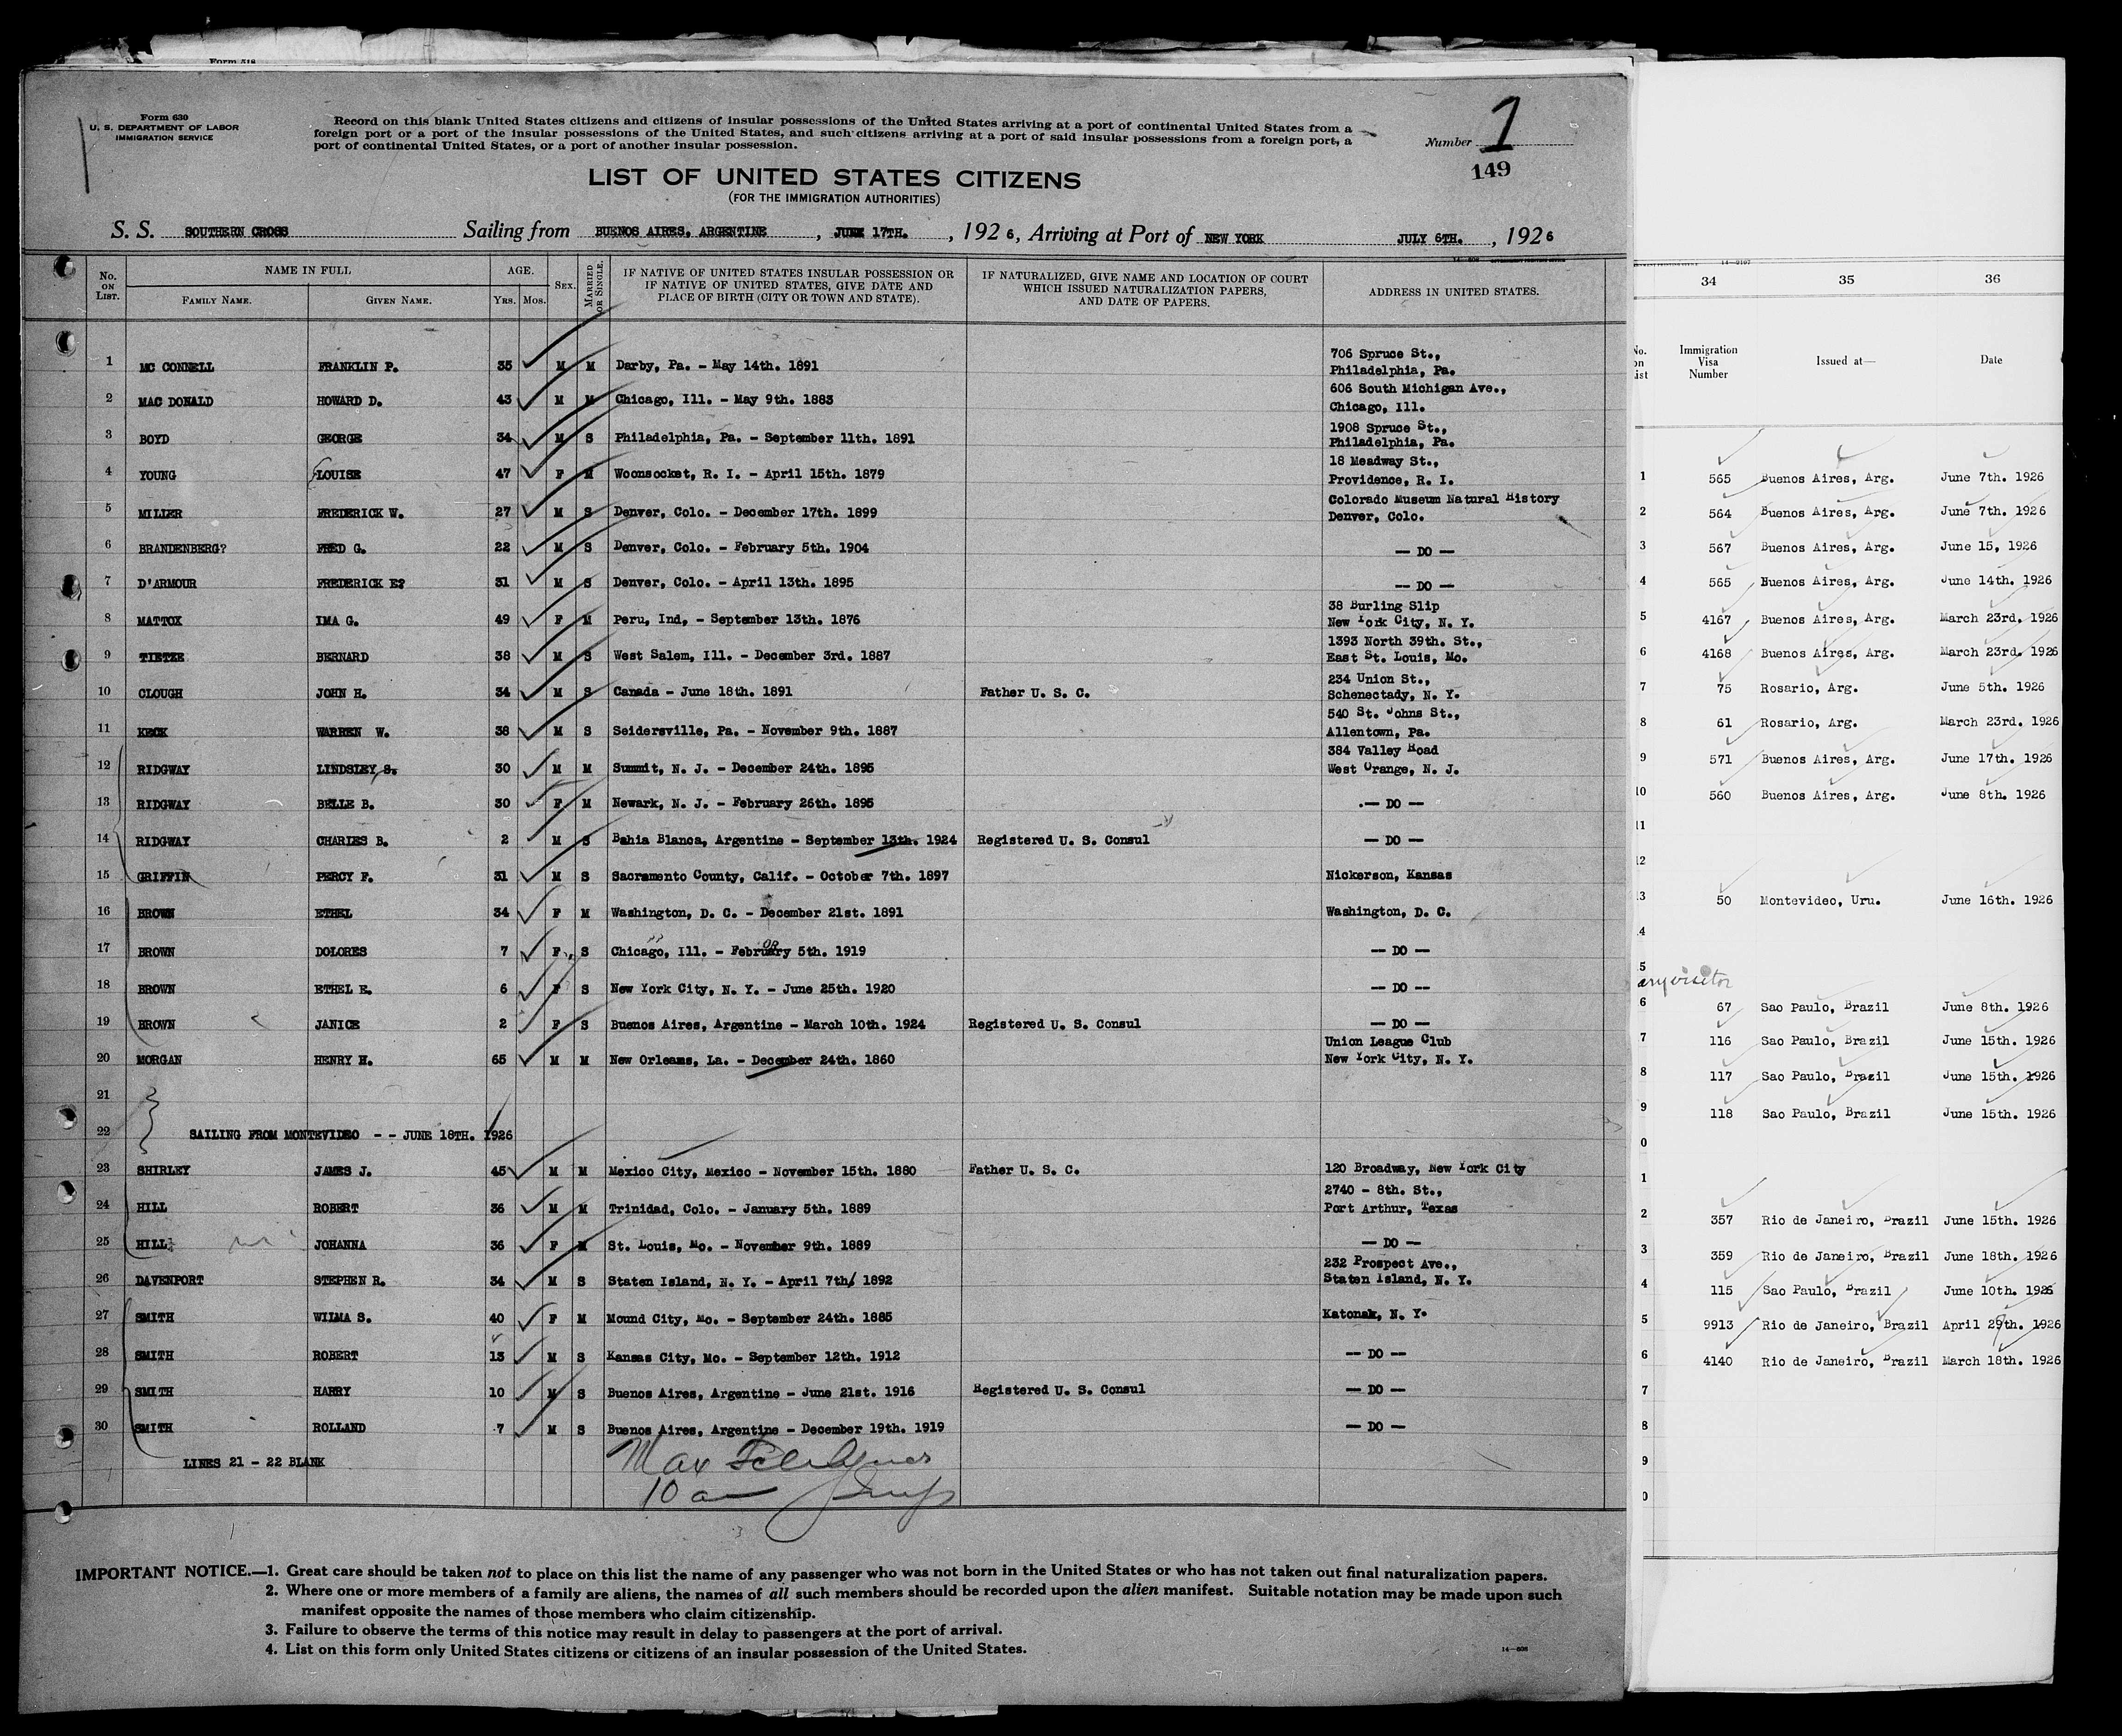 Form 518
Form 630
U. S. DEPARTMENT OF LABOR
IMMIGRATION SERVICE
Record on this blank United States citizens and citizens of insular possessions of the United States arriving at a port of continental United States from a
foreign port or a port of the insular possessions of the United States, and such citizens arriving at a port of said insular possessions from a foreign port, a
port of continental United States, or a port of another insular possession.
Number 1
149
LIST OF UNITED STATES CITIZENS
(FOR THE IMMIGRATION AUTHORITIES)
S. S. SOUTHERN CROSS Sailing from BUENOS AIRES, ARGENTINE , JUNE 17TH. , 192 6, Arriving at Port of NEW YORK JULY 6TH. , 1926
No. ON LIST. NAME IN FULL FAMILY NAME. GIVEN NAME. AGE. Yrs. Mos. SEX. MARRIED OR SINGLE. IF NATIVE OF UNITED STATES INSULAR POSSESSION OR IF NATIVE OF UNITED STATES, GIVE DATE AND PLACE OF BIRTH (CITY OR TOWN AND STATE). IF NATURALIZED, GIVE NAME AND LOCATION OF COURT WHICH ISSUED NATURALIZATION PAPERS, AND DATE OF PAPERS. ADDRESS IN UNITED STATES.
706 Spruce St.,
1 MC CONNELL FRANKLIN P. 35 M M Darby, Pa. - May 14th. 1891 Philadelphia, Pa.
606 South Michigan Ave.,
2 MAC DONALD HOWARD D. 43 M M Chicago, Ill. - May 9th. 1883 Chicago, Ill.
1908 Spruce St.,
3 BOYD GEORGE 34 M S Philadelphia, Pa. - September 11th. 1891 Philadelphia, Pa.
18 Meadway St.,
4 YOUNG LOUISE 47 F M Woonsocket, R. I. - April 15th. 1879 Providence, R. I.
Colorado Museum Natural History
5 MILLER FREDERICK W. 27 M S Denver, Colo. - December 17th. 1899 Denver, Colo.
6 BRANDENBERG? FRED G. 22 M S Denver, Colo. - February 5th. 1904 -- DO --
7 D'ARMOUR FREDERICK E? 31 M S Denver, Colo. - April 13th. 1895 -- DO --
38 Burling Slip
8 MATTOX IMA G. 49 F M Peru, Ind, - September 13th. 1876 New York City, N. Y.
1393 North 39th. St.,
9 TIETZE BERNARD 38 M S West Salem, Ill. - December 3rd. 1887 East St. Louis, Mo.
234 Union St.,
10 CLOUGH JOHN H. 34 M S Canada - June 18th. 1891 Father U. S. C. Schenectady, N. Y.
540 St. Johns St.,
11 KECK WARREN W. 38 M S Seidersville, Pa. - November 9th. 1887 Allentown, Pa.
384 Valley Road
12 RIDGWAY LINDSLEY S. 30 M M Summit, N. J. - December 24th. 1895 West Orange, N. J.
13 RIDGWAY BELLE B. 30 F M Newark, N. J. - February 26th. 1895 -- DO --
14 RIDGWAY CHARLES B. 2 M S Bahia Blanca, Argentine - September 13th. 1924 Registered U. S. Consul -- DO --
15 GRIFFIN PERCY F. 31 M S Sacramento County, Calif. - October 7th. 1897 Nickerson, Kansas
16 BROWN ETHEL 34 F M Washington, D. C. - December 21st. 1891 Washington, D. C.
17 BROWN DOLORES 7 F S Chicago, Ill. - February 5th. 1919 -- DO --
18 BROWN ETHEL E. 6 F S New York City, N. Y. - June 25th. 1920 -- DO --
19 BROWN JANICE 2 F S Buenos Aires, Argentine - March 10th. 1924 Registered U. S. Consul -- DO --
Union League Club
20 MORGAN HENRY H. 65 M M New Orleans, La. - December 24th. 1860 New York City, N. Y.
21
22 SAILING FROM MONTEVIDEO - - JUNE 18TH. 1926
23 SHIRLEY JAMES J. 45 M M Mexico City, Mexico - November 15th. 1880 Father U. S. C. 120 Broadway, New York City
2740 - 8th. St.,
24 HILL ROBERT 36 M M Trinidad, Colo. - January 5th. 1889 Port Arthur, Texas
25 HILL JOHANNA 36 F M St. Louis, Mo. - November 9th. 1889 -- DO --
232 Prospect Ave.,
26 DAVENPORT STEPHEN R. 34 M S Staten Island, N. Y. - April 7th/ 1892 Staten Island, N. Y.
27 SMITH WILMA S. 40 F M Mound City, Mo. - September 24th. 1885 Katonak, N. Y.
28 SMITH ROBERT 13 M S Kansas City, Mo. - September 12th. 1912 -- DO --
29 SMITH HARRY 10 M S Buenos Aires, Argentine - June 21st. 1916 Registered U. S. Consul -- DO --
30 SMITH ROLLAND 7 M S Buenos Aires, Argentine - December 19th. 1919 -- DO --
LINES 21 - 22 BLANK
Max
10 a
IMPORTANT NOTICE.—1. Great care should be taken not to place on this list the name of any passenger who was not born in the United States or who has not taken out final naturalization papers.
2. Where one or more members of a family are aliens, the names of all such members should be recorded upon the alien manifest. Suitable notation may be made upon such
manifest opposite the names of those members who claim citizenship.
3. Failure to observe the terms of this notice may result in delay to passengers at the port of arrival.
4. List on this form only United States citizens or citizens of an insular possession of the United States.
14-606
34 35 36
No. on List Immigration Visa Number Issued at— Date
1 565 Buenos Aires, Arg. June 7th. 1926
2 564 Buenos Aires, Arg. June 7th. 1926
3 567 Buenos Aires, Arg. June 15, 1926
4 565 Buenos Aires, Arg. June 14th. 1926
5 4167 Buenos Aires, Arg. March 23rd. 1926
6 4168 Buenos Aires, Arg. March 23rd. 1926
7 75 Rosario, Arg. June 5th. 1926
8 61 Rosario, Arg. March 23rd. 1926
9 571 Buenos Aires, Arg. June 17th. 1926
10 560 Buenos Aires, Arg. June 8th. 1926
11
12
3 50 Montevideo, Uru. June 16th. 1926
4
5
visitor
6 67 Sao Paulo, Brazil June 8th. 1926
7 116 Sao Paulo, Brazil June 15th. 1926
8 117 Sao Paulo, Brazil June 15th. 1926
9 118 Sao Paulo, Brazil June 15th. 1926
0
1
2 357 Rio de Janeiro, Brazil June 15th. 1926
3 359 Rio de Janeiro, Brazil June 18th. 1926
4 115 Sao Paulo, Brazil June 10th. 1926
5 9913 Rio de Janeiro, Brazil April 29th. 1926
6 4140 Rio de Janeiro, Brazil March 18th. 1926
7
8
9
0